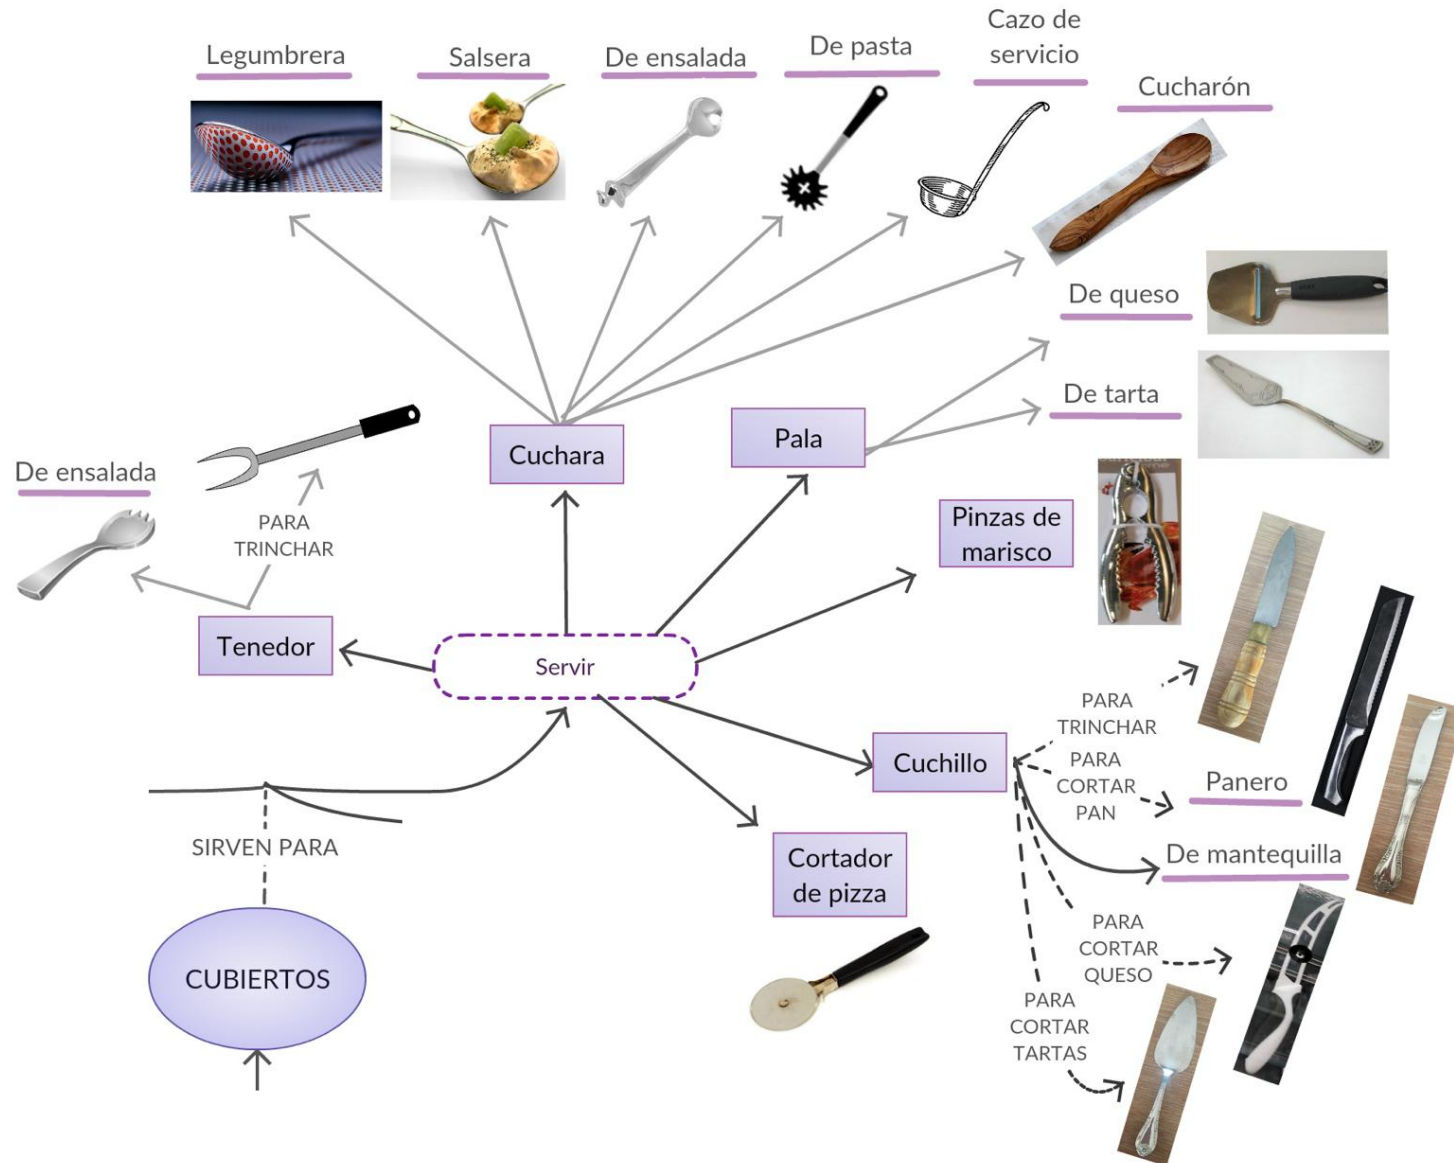 Legumbrera
Salsera
De ensalada
De pasta
Cazo de
servicio
Cucharón
De queso
De tarta
Cuchara
Pala
De ensalada
PARA
TRINCHAR
Pinzas de
marisco
Tenedor
Servir
PARA
TRINCHAR
Cuchillo
PARA
CORTAR
PAN
Panero
De mantequilla
SIRVEN PARA
Cortador
de pizza
PARA
CORTAR
QUESO
CUBIERTOS
PARA
CORTAR
TARTAS